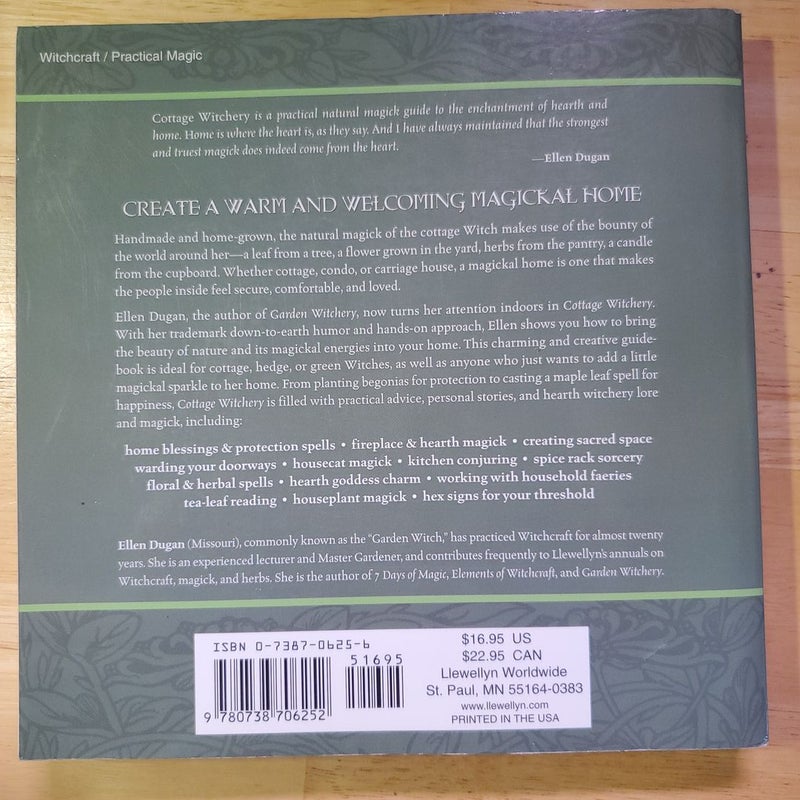 Witchcraft / Practical Magic
Cottage Witchery is a practical natural magick guide to the enchantment of hearth and
home. Home is where the heart is, as they say. And I have always maintained that the strongest
and truest magick does indeed come from the heart.
—Ellen Dugan
CREATE A WARM AND WELCOMING MAGICKAL HOME
Handmade and home-grown, the natural magick of the cottage Witch makes use of the bounty of
the world around her—a leaf from a tree, a flower grown in the yard, herbs from the pantry, a candle
from the cupboard. Whether cottage, condo, or carriage house, a magickal home is one that makes
the people inside feel secure, comfortable, and loved.
Ellen Dugan, the author of Garden Witchery, now turns her attention indoors in Cottage Witchery.
With her trademark down-to-earth humor and hands-on approach, Ellen shows you how to bring
the beauty of nature and its magickal energies into your home. This charming and creative guide-
book is ideal for cottage, hedge, or green Witches, as well as anyone who just wants to add a little
magickal sparkle to her home. From planting begonias for protection to casting a maple leaf spell for
happiness, Cottage Witchery is filled with practical advice, personal stories, and hearth witchery lore
and magick, including:
home blessings & protection spells • fireplace & hearth magick • creating sacred space
warding your doorways • housecat magick • kitchen conjuring • spice rack sorcery
floral & herbal spells • hearth goddess charm • working with household faeries
tea-leaf reading • houseplant magick • hex signs for your threshold
Ellen Dugan (Missouri), commonly known as the "Garden Witch," has practiced Witchcraft for almost twenty
years. She is an experienced lecturer and Master Gardener, and contributes frequently to Llewellyn's annuals on
Witchcraft, magick, and herbs. She is the author of 7 Days of Magic, Elements of Witchcraft, and Garden Witchery.
ISBN 0-7387-0625-6
51695
9 780738 706252
$16.95 US
$22.95 CAN
Llewellyn Worldwide
St. Paul, MN 55164-0383
www.llewellyn.com
PRINTED IN THE USA